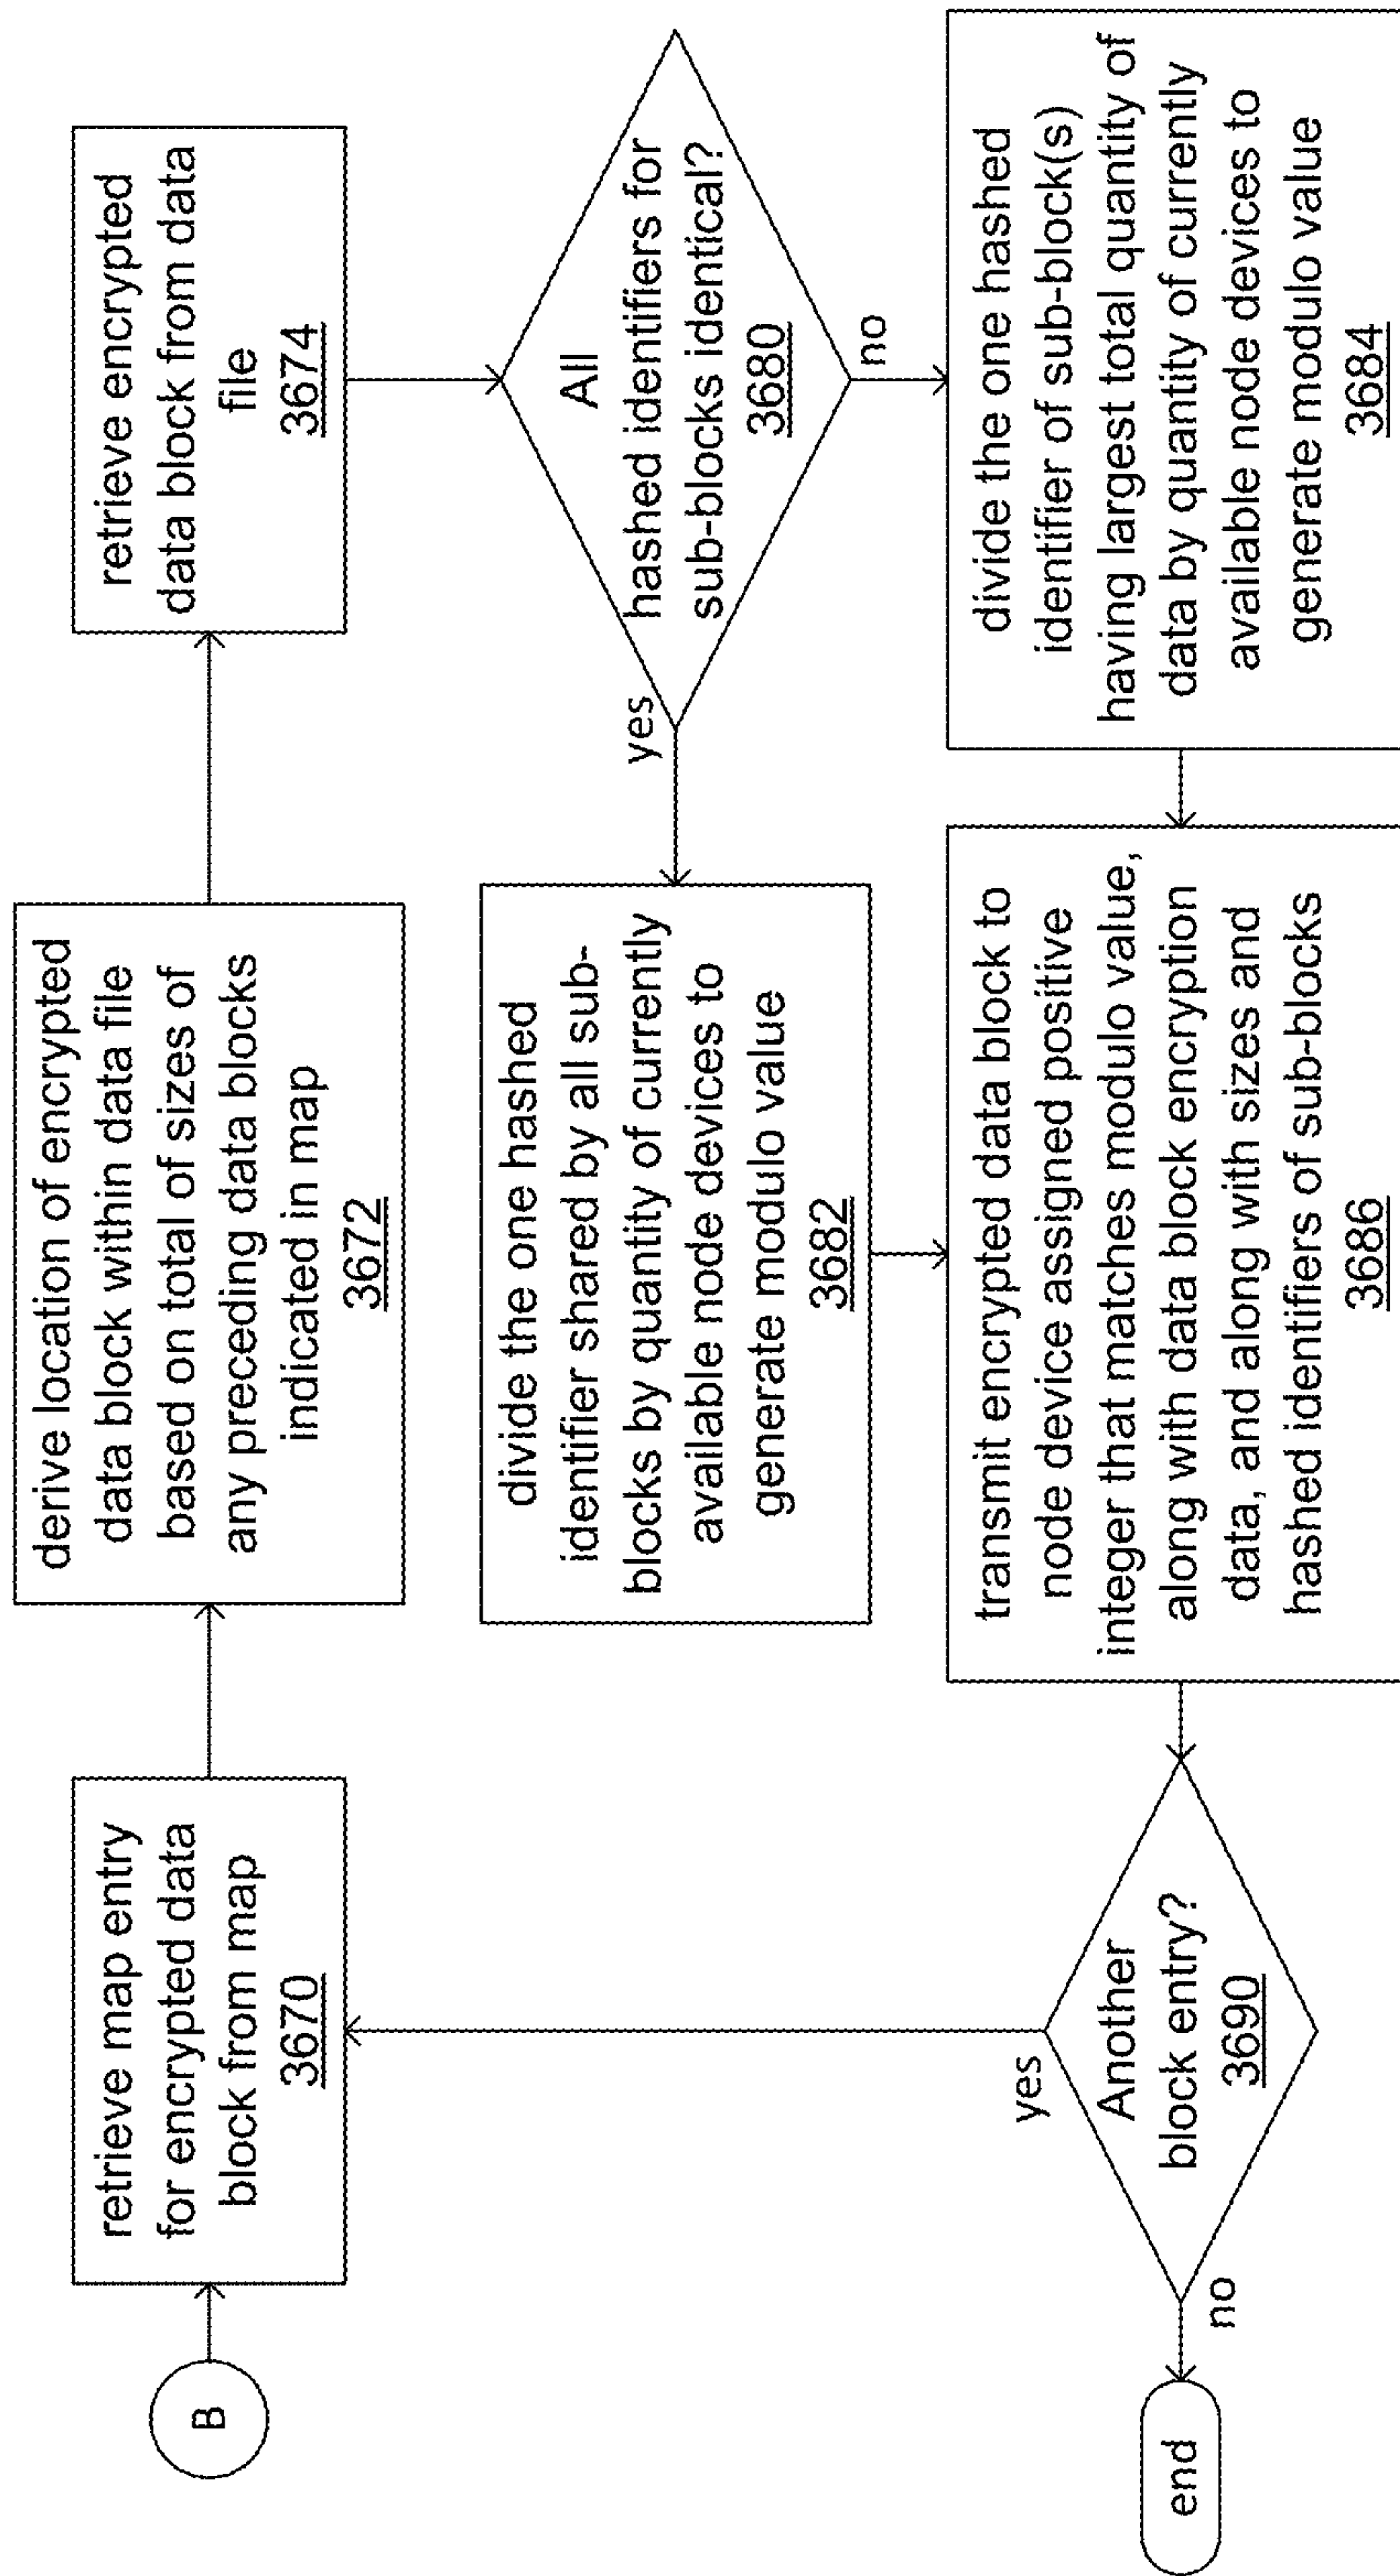 B
retrieve map entry
for encrypted data
block from map
3670
derive location of encrypted
data block within data file
based on total of sizes of
any preceding data blocks
indicated in map
3672
retrieve encrypted
data block from data
file
3674
All
hashed identifiers for
sub-blocks identical?
3680
yes
no
divide the one hashed
identifier shared by all sub-
blocks by quantity of currently
available node devices to
generate modulo value
3682
divide the one hashed
identifier of sub-block(s)
having largest total quantity of
data by quantity of currently
available node devices to
generate modulo value
3684
transmit encrypted data block to
node device assigned positive
integer that matches modulo value,
along with data block encryption
data, and along with sizes and
hashed identifiers of sub-blocks
3686
Another
block entry?
3690
yes
no
end